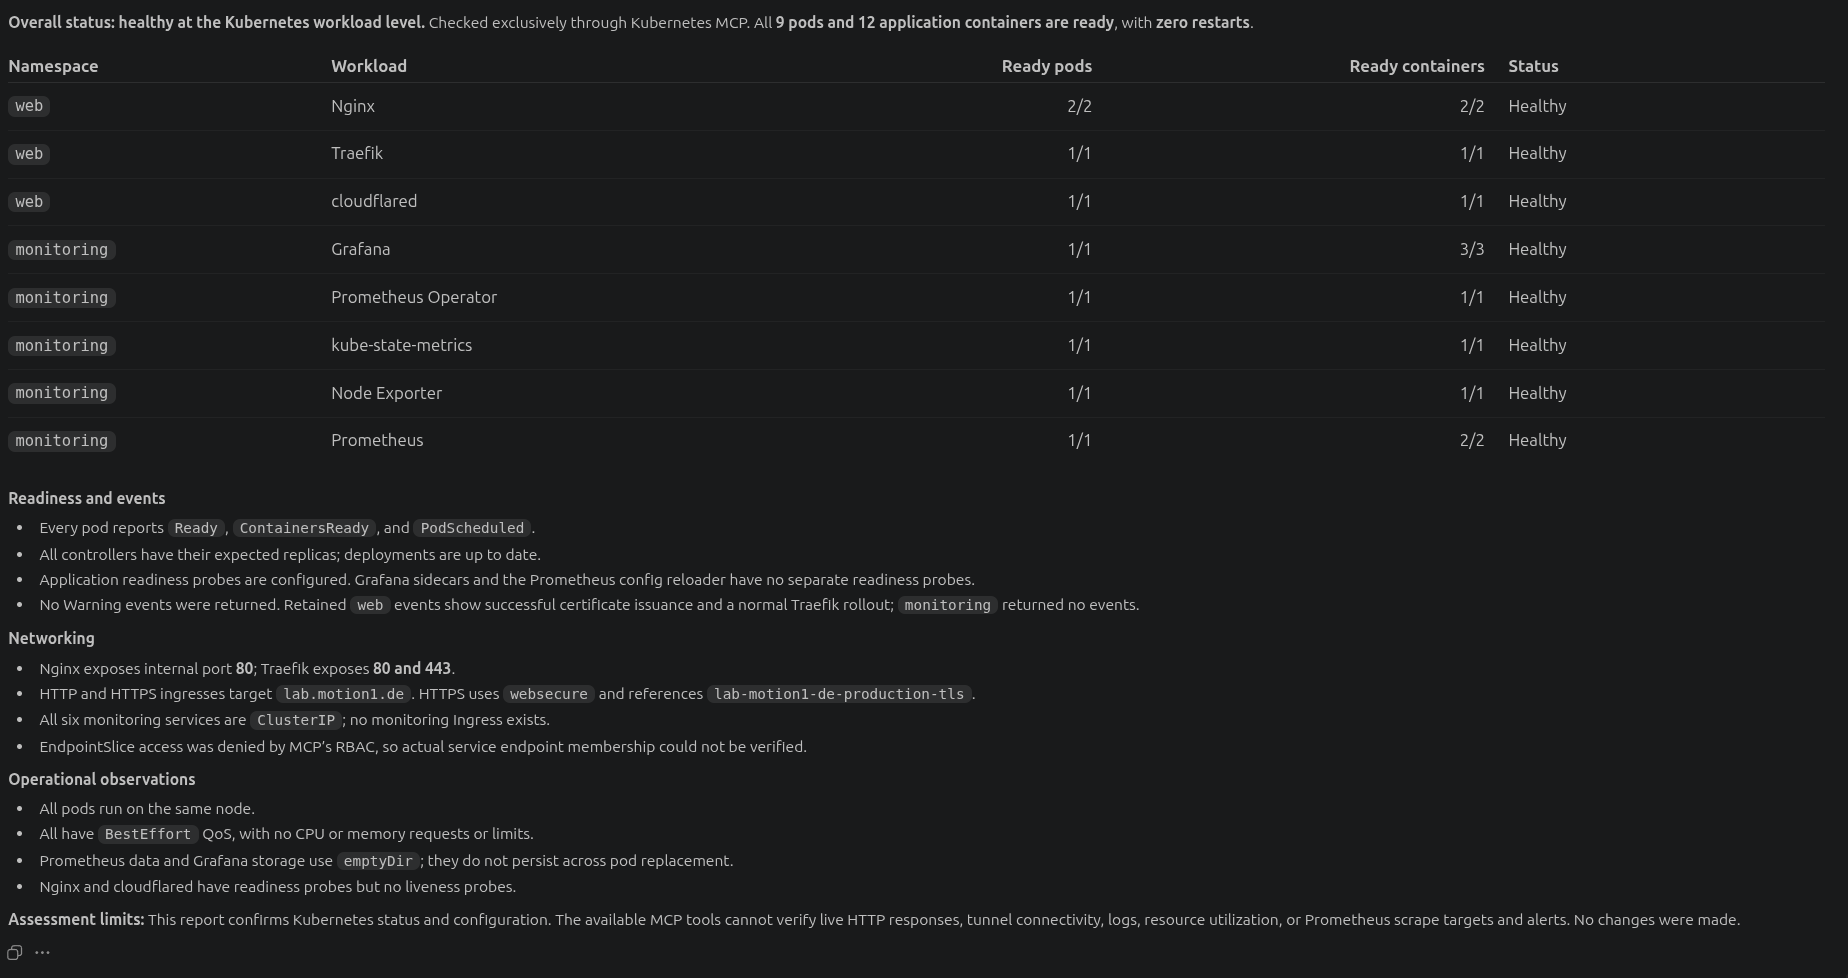 Overall status: healthy at the Kubernetes workload level. Checked exclusively through Kubernetes MCP. All 9 pods and 12 application containers are ready, with zero restarts.
Namespace Workload Ready pods Ready containers Status
web Nginx 2/2 2/2 Healthy
web Traefik 1/1 1/1 Healthy
web cloudflared 1/1 1/1 Healthy
monitoring Grafana 1/1 3/3 Healthy
monitoring Prometheus Operator 1/1 1/1 Healthy
monitoring kube-state-metrics 1/1 1/1 Healthy
monitoring Node Exporter 1/1 1/1 Healthy
monitoring Prometheus 1/1 2/2 Healthy
Readiness and events
• Every pod reports Ready, ContainersReady, and PodScheduled.
• All controllers have their expected replicas; deployments are up to date.
• Application readiness probes are configured. Grafana sidecars and the Prometheus config reloader have no separate readiness probes.
• No Warning events were returned. Retained web events show successful certificate issuance and a normal Traefik rollout; monitoring returned no events.
Networking
• Nginx exposes internal port 80; Traefik exposes 80 and 443.
• HTTP and HTTPS ingresses target lab.motion1.de. HTTPS uses websecure and references lab-motion1-de-production-tls.
• All six monitoring services are ClusterIP; no monitoring Ingress exists.
• EndpointSlice access was denied by MCP’s RBAC, so actual service endpoint membership could not be verified.
Operational observations
• All pods run on the same node.
• All have BestEffort QoS, with no CPU or memory requests or limits.
• Prometheus data and Grafana storage use emptyDir; they do not persist across pod replacement.
• Nginx and cloudflared have readiness probes but no liveness probes.
Assessment limits: This report confirms Kubernetes status and configuration. The available MCP tools cannot verify live HTTP responses, tunnel connectivity, logs, resource utilization, or Prometheus scrape targets and alerts. No changes were made.